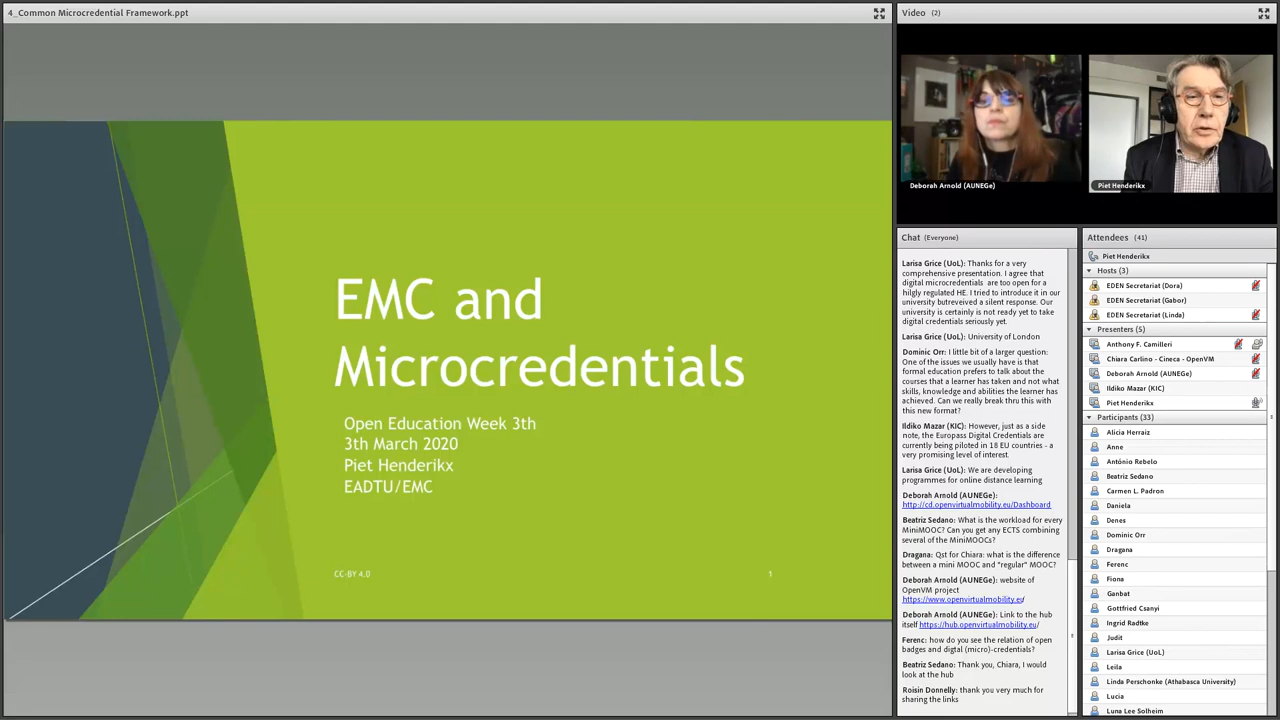 4_Common Microcredential Framework.ppt
EMC and
Microcredentials
Open Education Week 3th
3th March 2020
Piet Henderikx
EADTU/EMC
CC-BY 4.0
1
Video (2)
Deborah Arnold (AUNEGe)
Piet Henderikx
Chat (Everyone)
Larisa Grice (UoL): Thanks for a very
comprehensive presentation. I agree that
digital microcredentials are too open for a
hilgly regulated HE. I tried to introduce it in our
university butreveived a silent response. Our
university is certainly is not ready yet to take
digital credentials seriously yet.
Larisa Grice (UoL): University of London
Dominic Orr: I little bit of a larger question:
One of the issues we usually have is that
formal education prefers to talk about the
courses that a learner has taken and not what
skills, knowledge and abilities the learner has
achieved. Can we really break thru this with
this new format?
Ildiko Mazar (KIC): However, just as a side
note, the Europass Digital Credentials are
currently being piloted in 18 EU countries - a
very promising level of interest.
Larisa Grice (UoL): We are developing
programmes for online distance learning
Deborah Arnold (AUNEGe):
http://cd.openvirtualmobility.eu/Dashboard
Beatriz Sedano: What is the workload for every
MiniMOOC? Can you get any ECTS combining
several of the MiniMOOCs?
Dragana: Qst for Chiara: what is the difference
between a mini MOOC and "regular" MOOC?
Deborah Arnold (AUNEGe): website of
OpenVM project
https://www.openvirtualmobility.eu/
Deborah Arnold (AUNEGe): Link to the hub
itself https://hub.openvirtualmobility.eu/
Ferenc: how do you see the relation of open
badges and digtal (micro)-credentials?
Beatriz Sedano: Thank you, Chiara, I would
look at the hub
Roisin Donnelly: thank you very much for
sharing the links
Attendees (41)
Piet Henderikx
Hosts (3)
EDEN Secretariat (Dora)
EDEN Secretariat (Gabor)
EDEN Secretariat (Linda)
Presenters (5)
Anthony F. Camilleri
Chiara Carlino - Cineca - OpenVM
Deborah Arnold (AUNEGe)
Ildiko Mazar (KIC)
Piet Henderikx
Participants (33)
Alicia Herraiz
Anne
António Rebelo
Beatriz Sedano
Carmen L. Padron
Daniela
Denes
Dominic Orr
Dragana
Ferenc
Fiona
Ganbat
Gottfried Csanyi
Ingrid Radtke
Judit
Larisa Grice (UoL)
Leila
Linda Perschonke (Athabasca University)
Lucia
Luna Lee Solheim